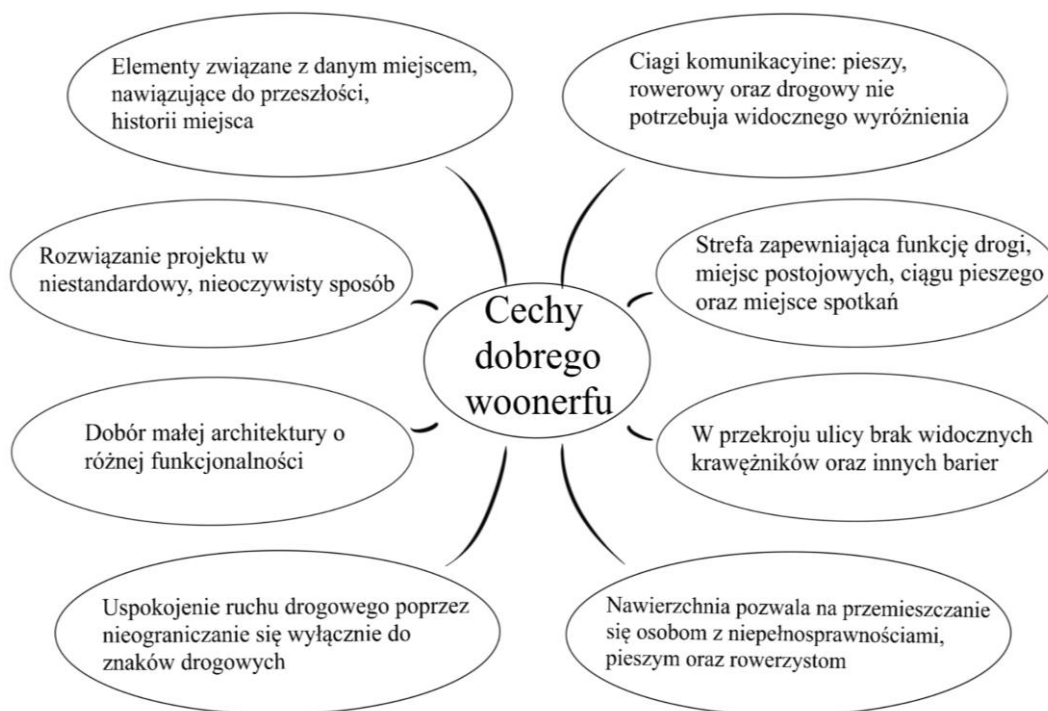 Elementy związane z danym miejscem,
nawiązujące do przeszłości,
historii miejsca
Ciagi komunikacyine: pieszy,
rowerowy oraz drogowy nie
potrzebuja widocznego wyróżnienia
Rozwiązanie projektu w
niestandardowy, nieoczywisty sposób
Strefa zapewniająca funkcję drogi,
miejsc postojowych, ciągu pieszego
oraz miejsce spotkań
Cechy
dobrego
woonerfu
Dobór małej architektury o
różnej funkcjonalności
W przekroju ulicy brak widocznych
krawężników oraz innych barier
Uspokojenie ruchu drogowego poprzez
nieograniczanie się wyłącznie do
znaków drogowych
Nawierzchnia pozwala na przemieszczanie
się osobom z niepełnosprawnościami,
pieszym oraz rowerzystom